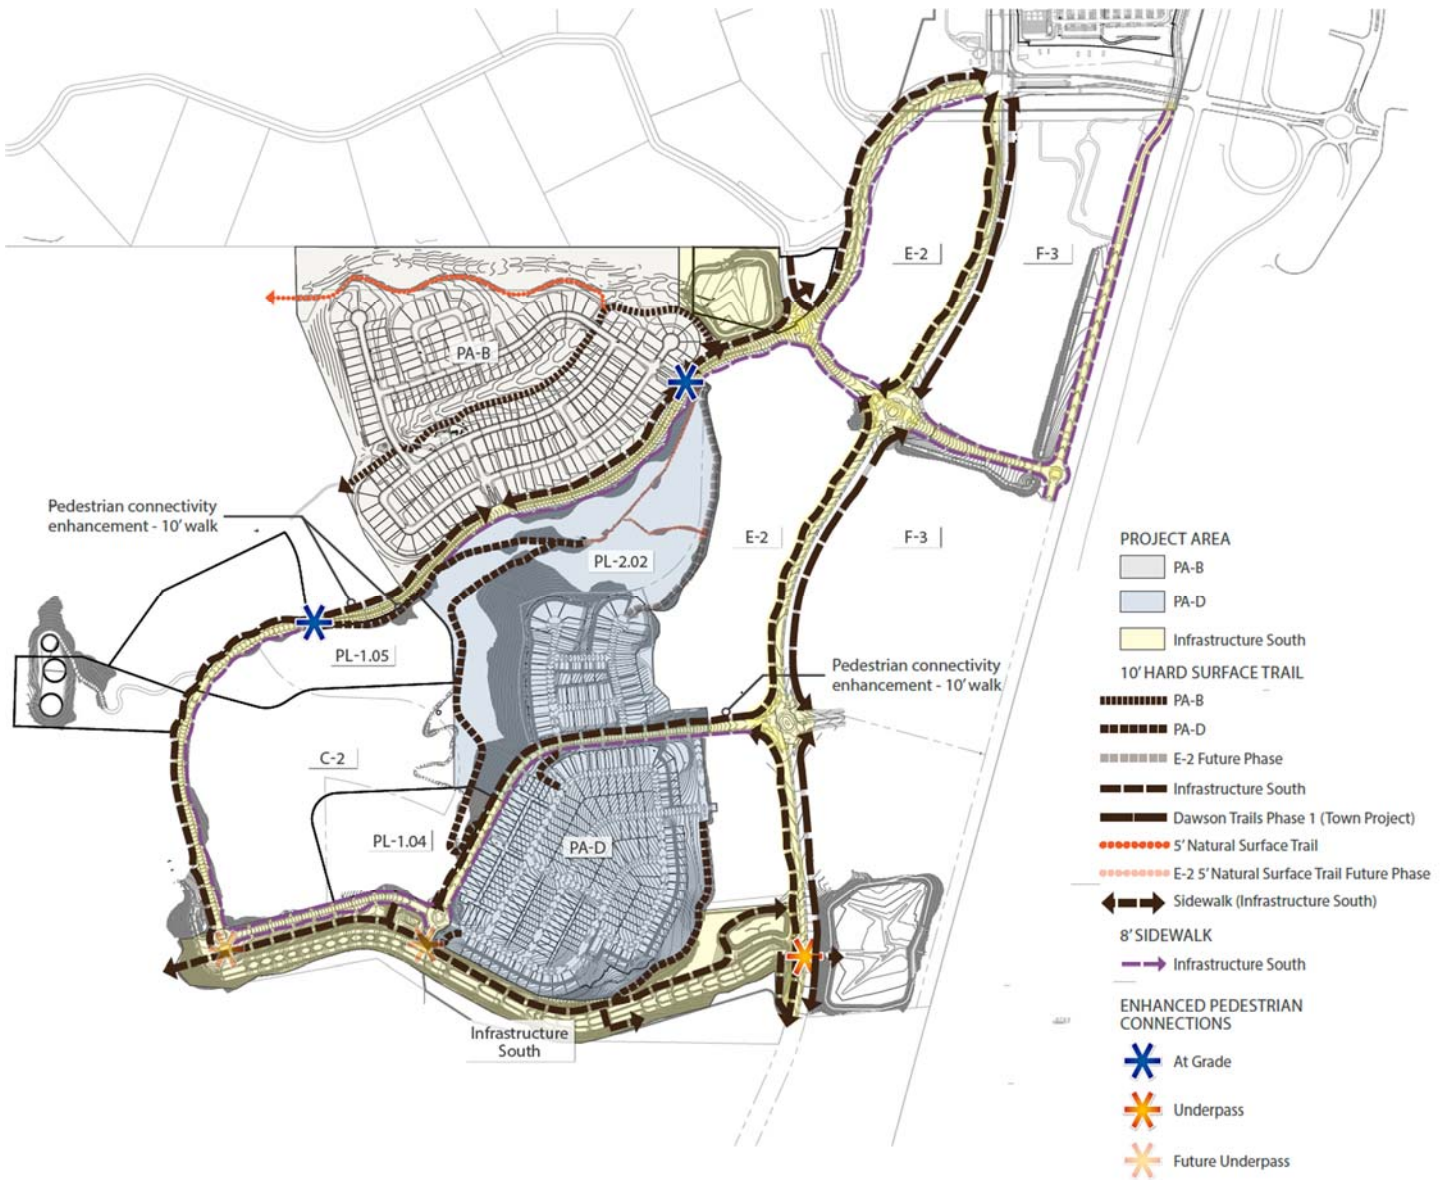 E-2
F-3
PA-B
Pedestrian connectivity
enhancement - 10' walk
E-2
F-3
PL-2.02
PL-1.05
Pedestrian connectivity
enhancement - 10' walk
C-2
PL-1.04
PA-D
Infrastructure
South
PROJECT AREA
PA-B
PA-D
Infrastructure South
10' HARD SURFACE TRAIL
PA-B
PA-D
E-2 Future Phase
Infrastructure South
Dawson Trails Phase 1 (Town Project)
5' Natural Surface Trail
E-2 5' Natural Surface Trail Future Phase
Sidewalk (Infrastructure South)
8' SIDEWALK
Infrastructure South
ENHANCED PEDESTRIAN
CONNECTIONS
At Grade
Underpass
Future Underpass